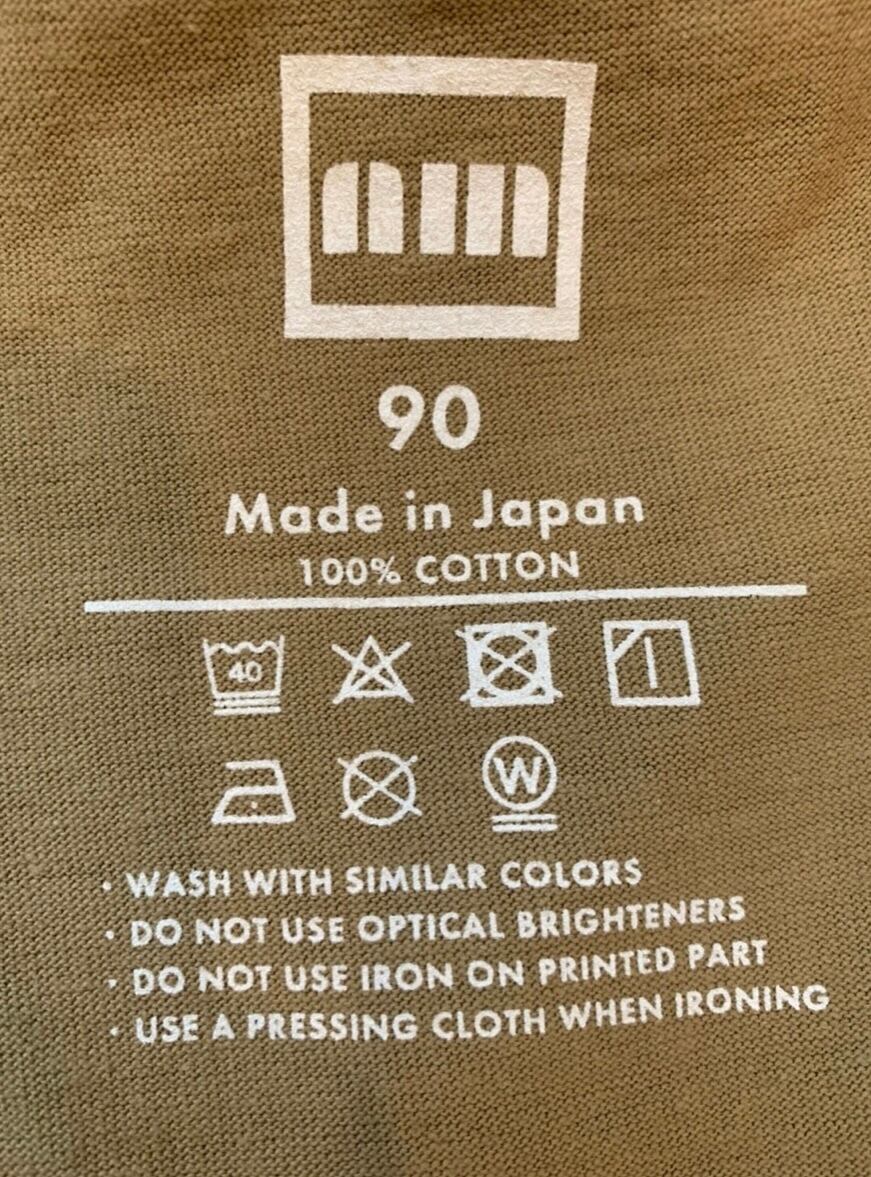 90
Made in Japan
100% COTTON
40
W
· WASH WITH SIMILAR COLORS
· DO NOT USE OPTICAL BRIGHTENERS
· DO NOT USE IRON ON PRINTED PART
· USE A PRESSING CLOTH WHEN IRONING